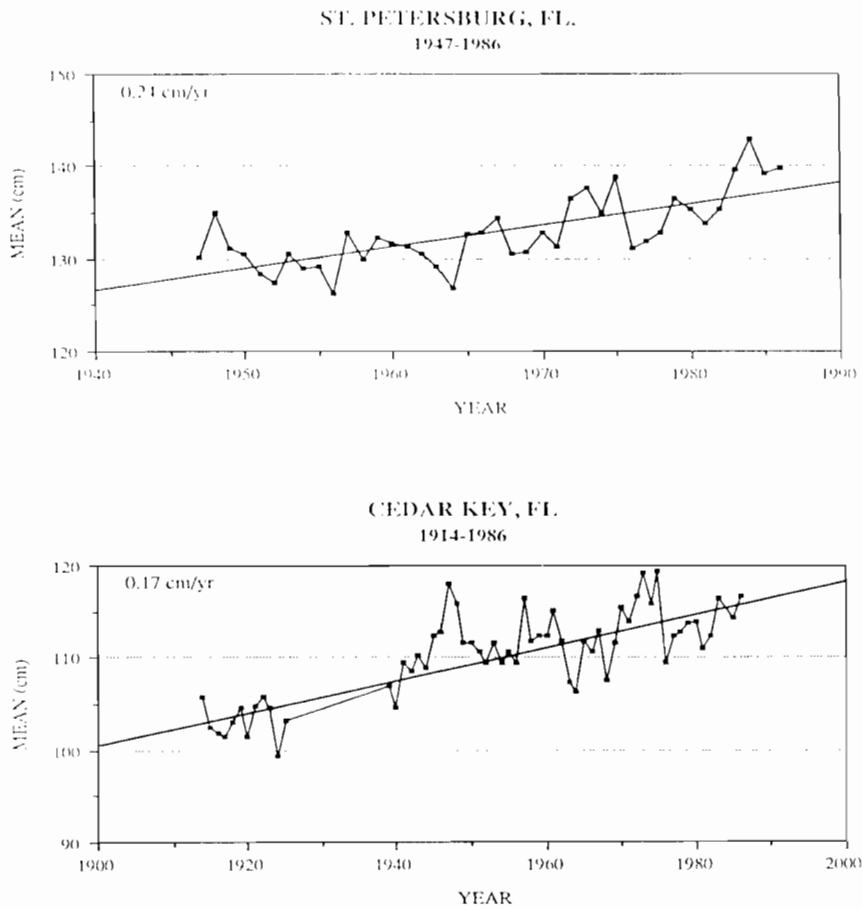 ST. PETERSBURG, FL.
1947-1986
150
0.24 cm/yr
140
MEAN (cm)
130
120
1940 1950 1960 1970 1980 1990
YEAR
CEDAR KEY, FL
1914-1986
120
0.17 cm/yr
110
MEAN (cm)
100
90
1900 1920 1940 1960 1980 2000
YEAR